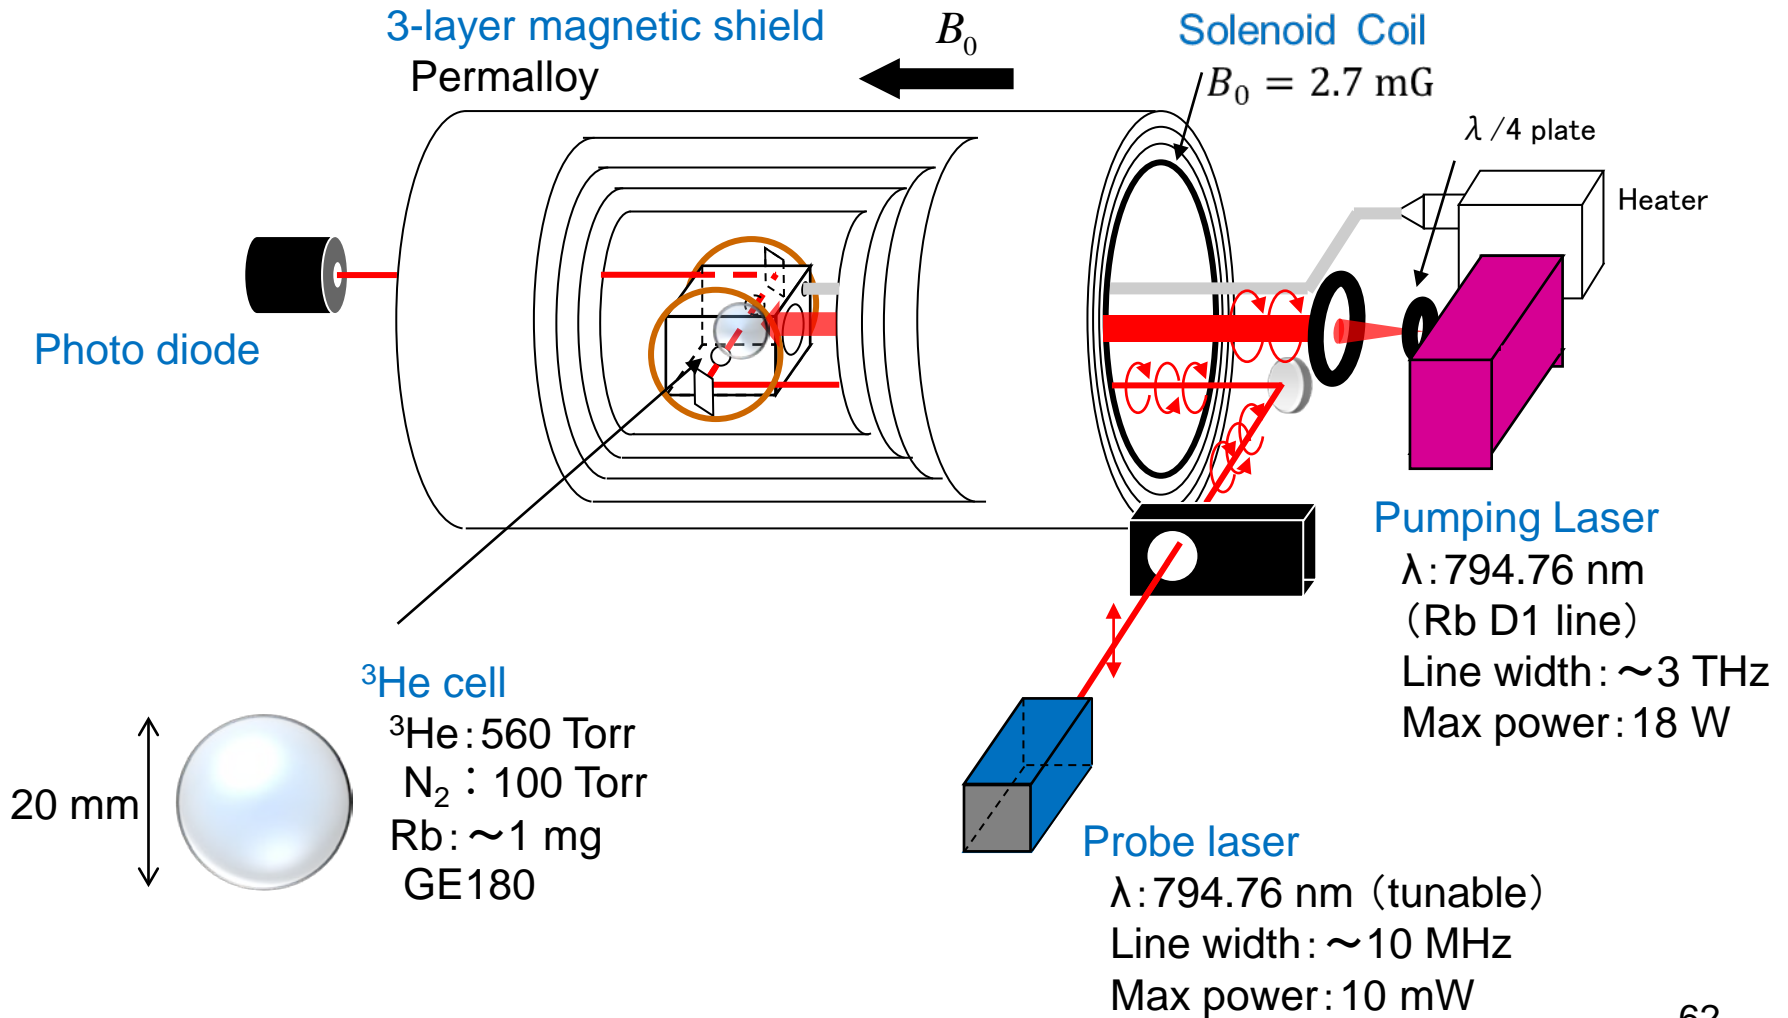 3-layer magnetic shield
Permalloy
B₀
Solenoid Coil
B₀ = 2.7 mG
λ/4 plate
Heater
Photo diode
Pumping Laser
λ:794.76 nm
(Rb D1 line)
Line width:~3 THz
Max power:18 W
³He cell
³He:560 Torr
N₂:100 Torr
Rb:~1 mg
GE180
20 mm
Probe laser
λ:794.76 nm (tunable)
Line width:~10 MHz
Max power:10 mW
62